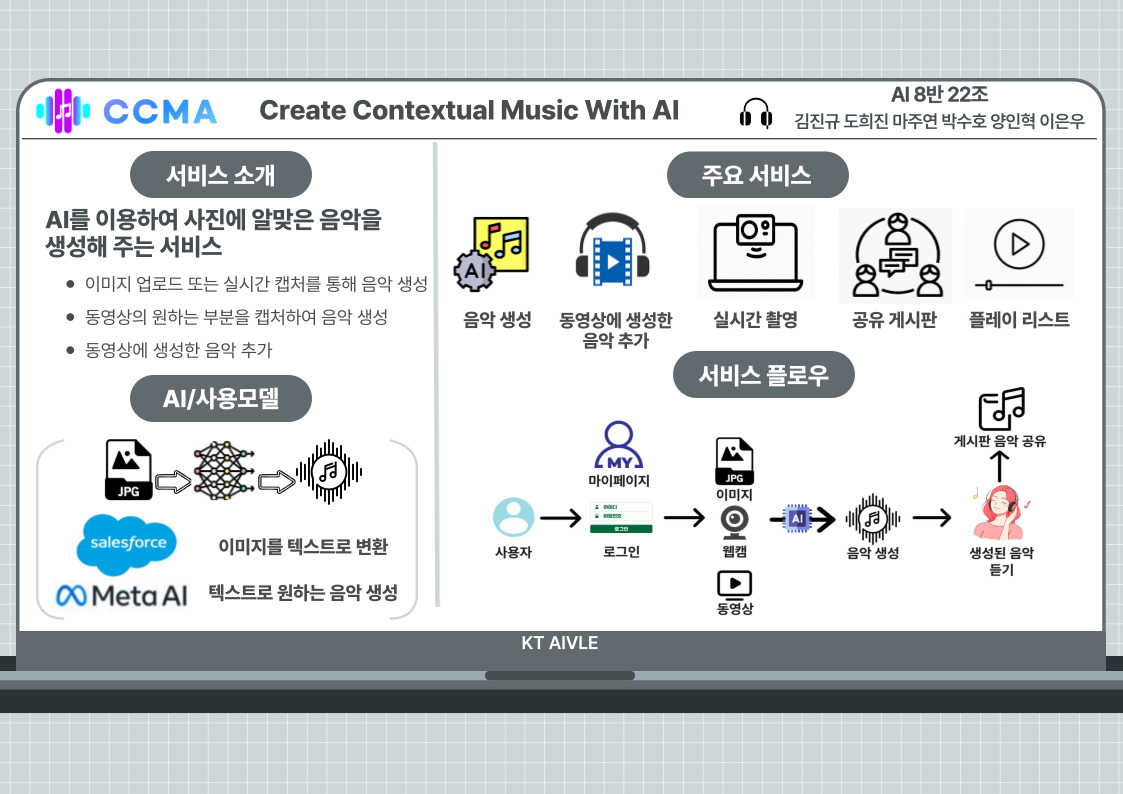 CCMA
Create Contextual Music With AI
AI 8반 22조
김진규 도희진 마주연 박수호 양인혁 이은우
서비스 소개
AI를 이용하여 사진에 알맞은 음악을
생성해 주는 서비스
이미지 업로드 또는 실시간 캡처를 통해 음악 생성
동영상의 원하는 부분을 캡처하여 음악 생성
동영상에 생성한 음악 추가
AI/사용모델
JPG
salesforce
이미지를 텍스트로 변환
Meta AI
텍스트로 원하는 음악 생성
주요 서비스
AI
음악 생성
동영상에 생성한
음악 추가
실시간 촬영
공유 게시판
플레이 리스트
서비스 플로우
MY
마이페이지
사용자
아이디
비밀번호
로그인
로그인
JPG
이미지
웹캠
동영상
AI
음악 생성
생성된 음악
듣기
게시판 음악 공유
KT AIVLE